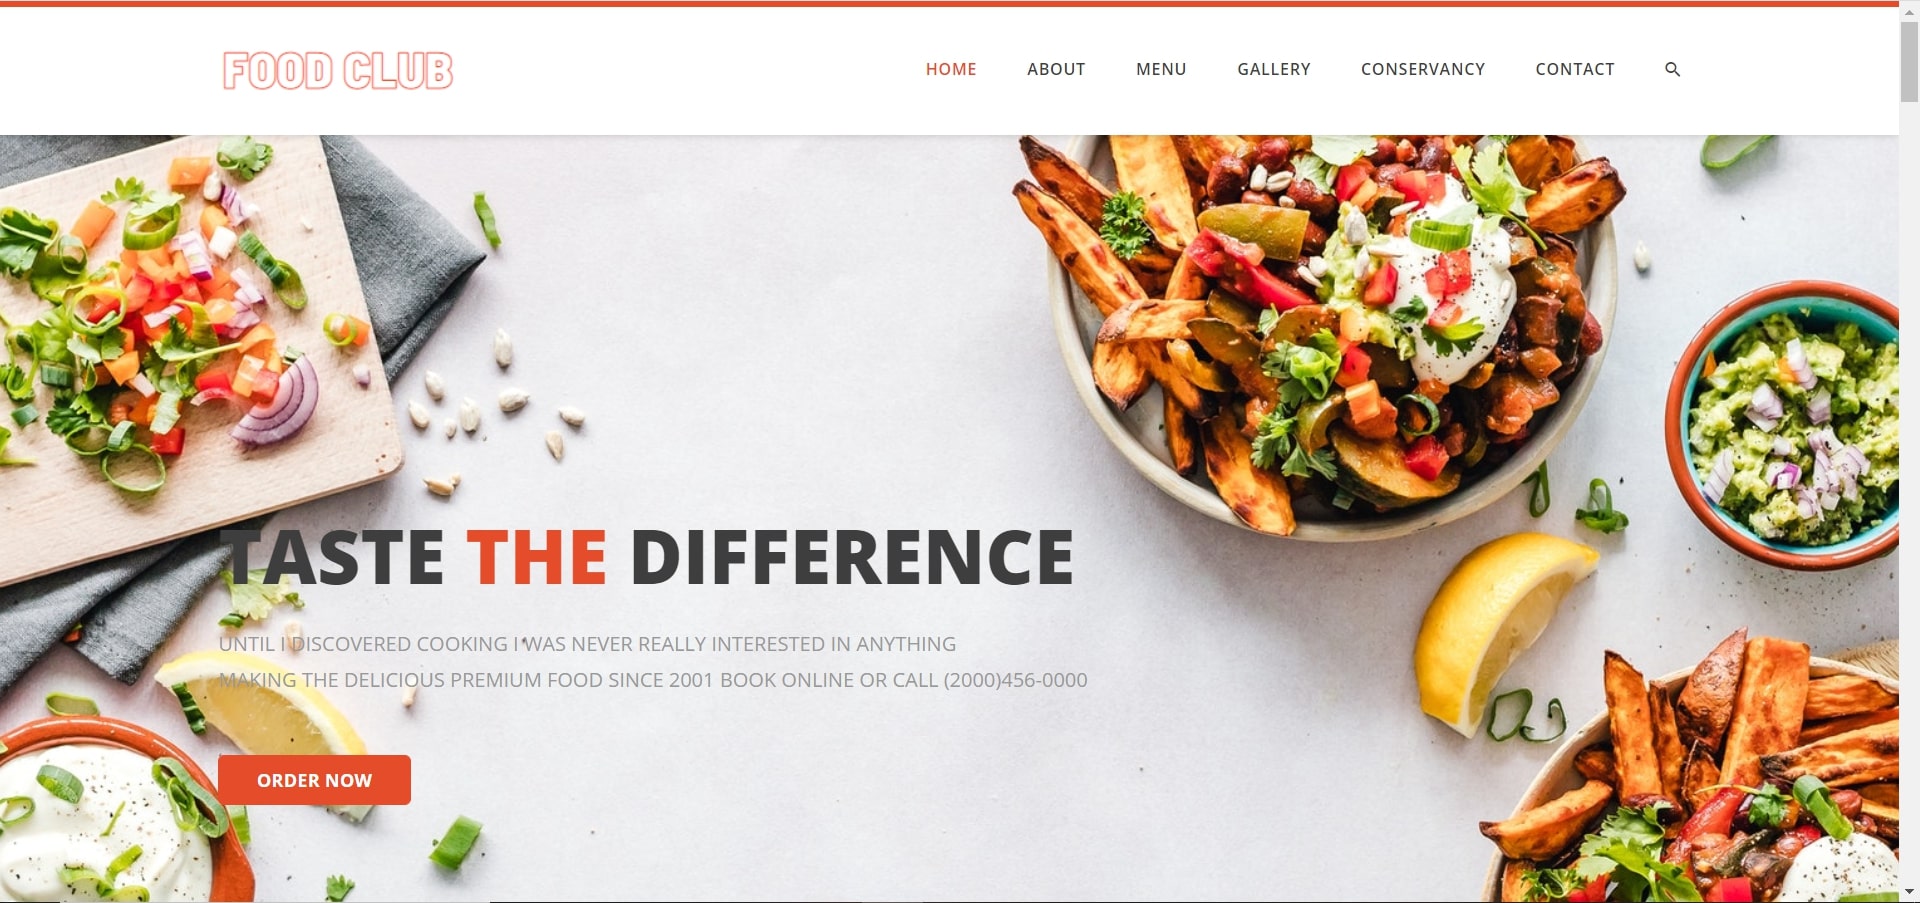 FOOD CLUB
HOME ABOUT MENU GALLERY CONSERVANCY CONTACT
TASTE THE DIFFERENCE
UNTIL I DISCOVERED COOKING I WAS NEVER REALLY INTERESTED IN ANYTHING
MAKING THE DELICIOUS PREMIUM FOOD SINCE 2001 BOOK ONLINE OR CALL (2000)456-0000
ORDER NOW